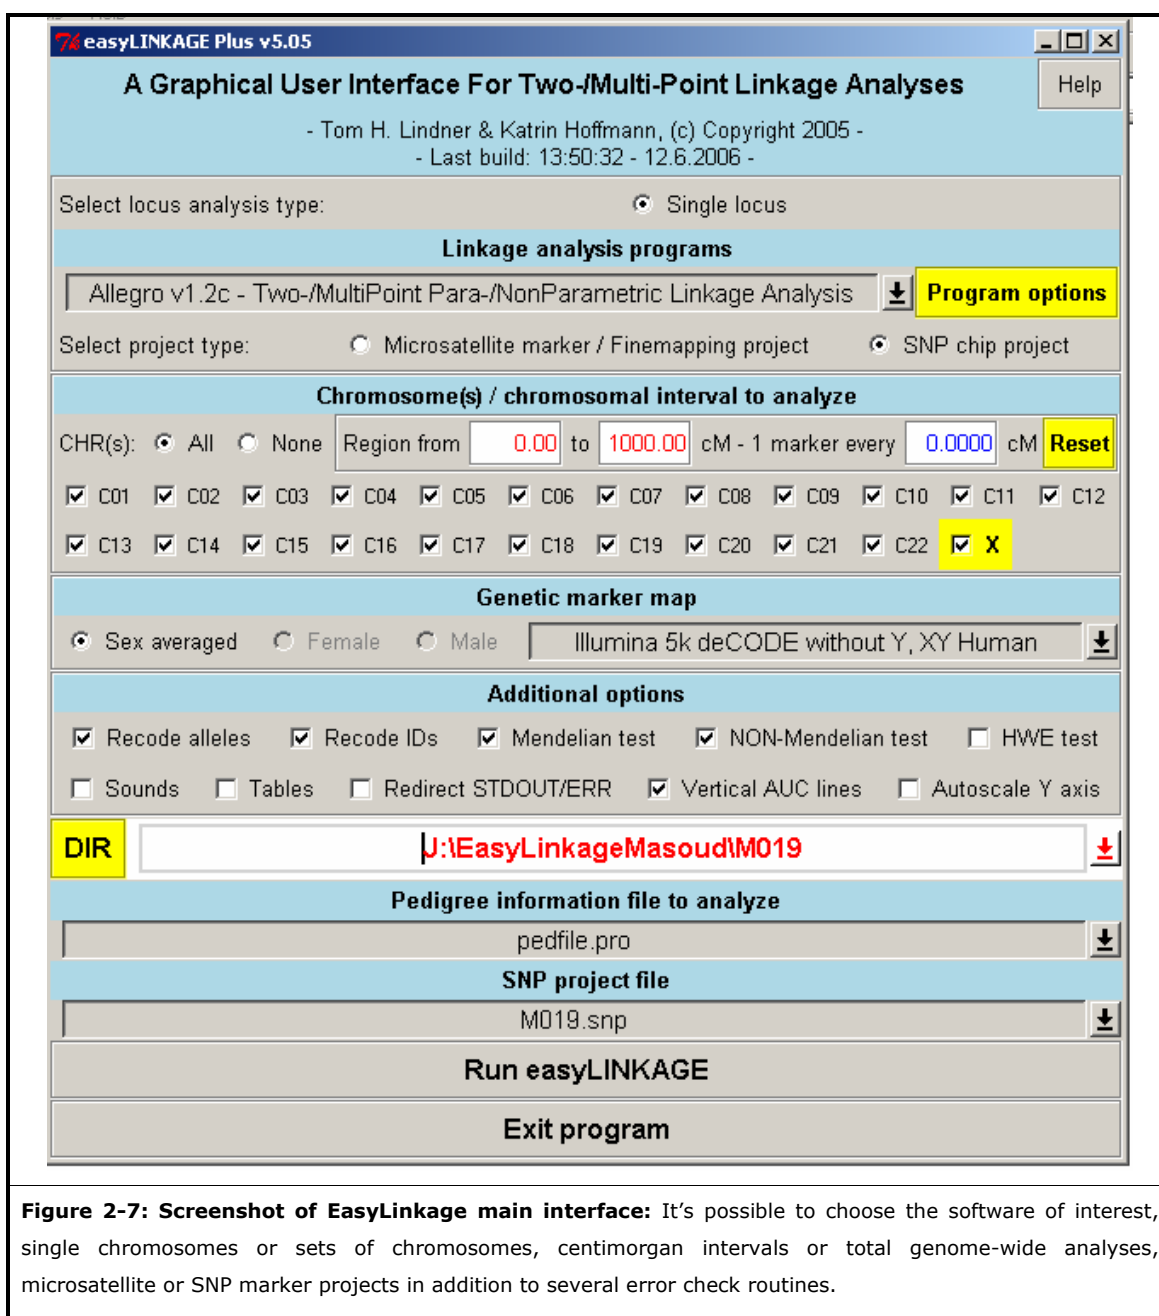 easyLINKAGE Plus v5.05
A Graphical User Interface For Two-/Multi-Point Linkage Analyses
Help
- Tom H. Lindner & Katrin Hoffmann, (c) Copyright 2005 -
- Last build: 13:50:32 - 12.6.2006 -
Select locus analysis type: Single locus
Linkage analysis programs
Allegro v1.2c - Two-/MultiPoint Para-/NonParametric Linkage Analysis Program options
Select project type: Microsatellite marker / Finemapping project SNP chip project
Chromosome(s) / chromosomal interval to analyze
CHR(s): All None Region from 0.00 to 1000.00 cM - 1 marker every 0.0000 cM Reset
C01 C02 C03 C04 C05 C06 C07 C08 C09 C10 C11 C12
C13 C14 C15 C16 C17 C18 C19 C20 C21 C22 X
Genetic marker map
Sex averaged Female Male Illumina 5k deCODE without Y, XY Human
Additional options
Recode alleles Recode IDs Mendelian test NON-Mendelian test HWE test
Sounds Tables Redirect STDOUT/ERR Vertical AUC lines Autoscale Y axis
DIR J:\EasyLinkageMasoud\M019
Pedigree information file to analyze
pedfile.pro
SNP project file
M019.snp
Run easyLINKAGE
Exit program
Figure 2-7: Screenshot of EasyLinkage main interface: It's possible to choose the software of interest,
single chromosomes or sets of chromosomes, centimorgan intervals or total genome-wide analyses,
microsatellite or SNP marker projects in addition to several error check routines.